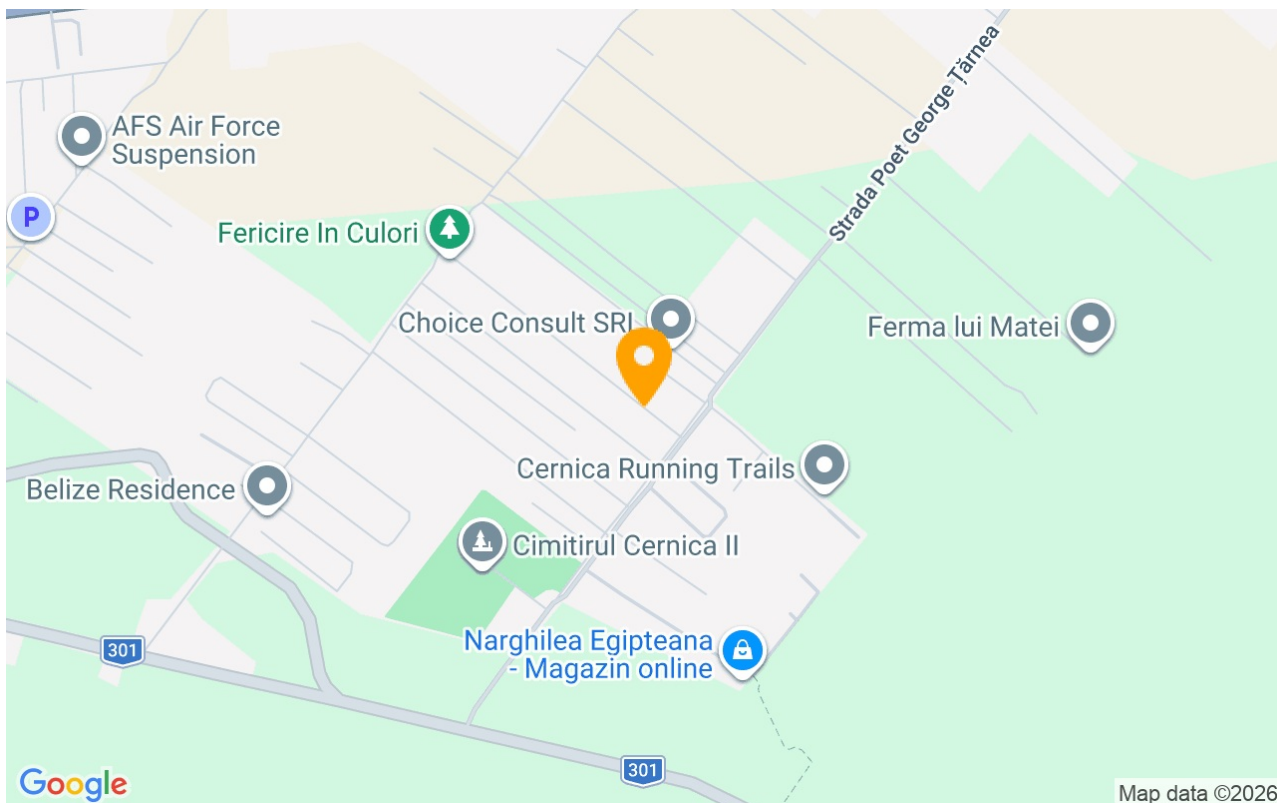 Strada Poet George Țărnea
AFS Air Force
Suspension
P
Fericire In Culori
Choice Consult SRL
Ferma lui Matei
Cernica Running Trails
Belize Residence
Cimitirul Cernica II
Narghilea Egipteana
- Magazin online
301
301
Google
Map data ©2026